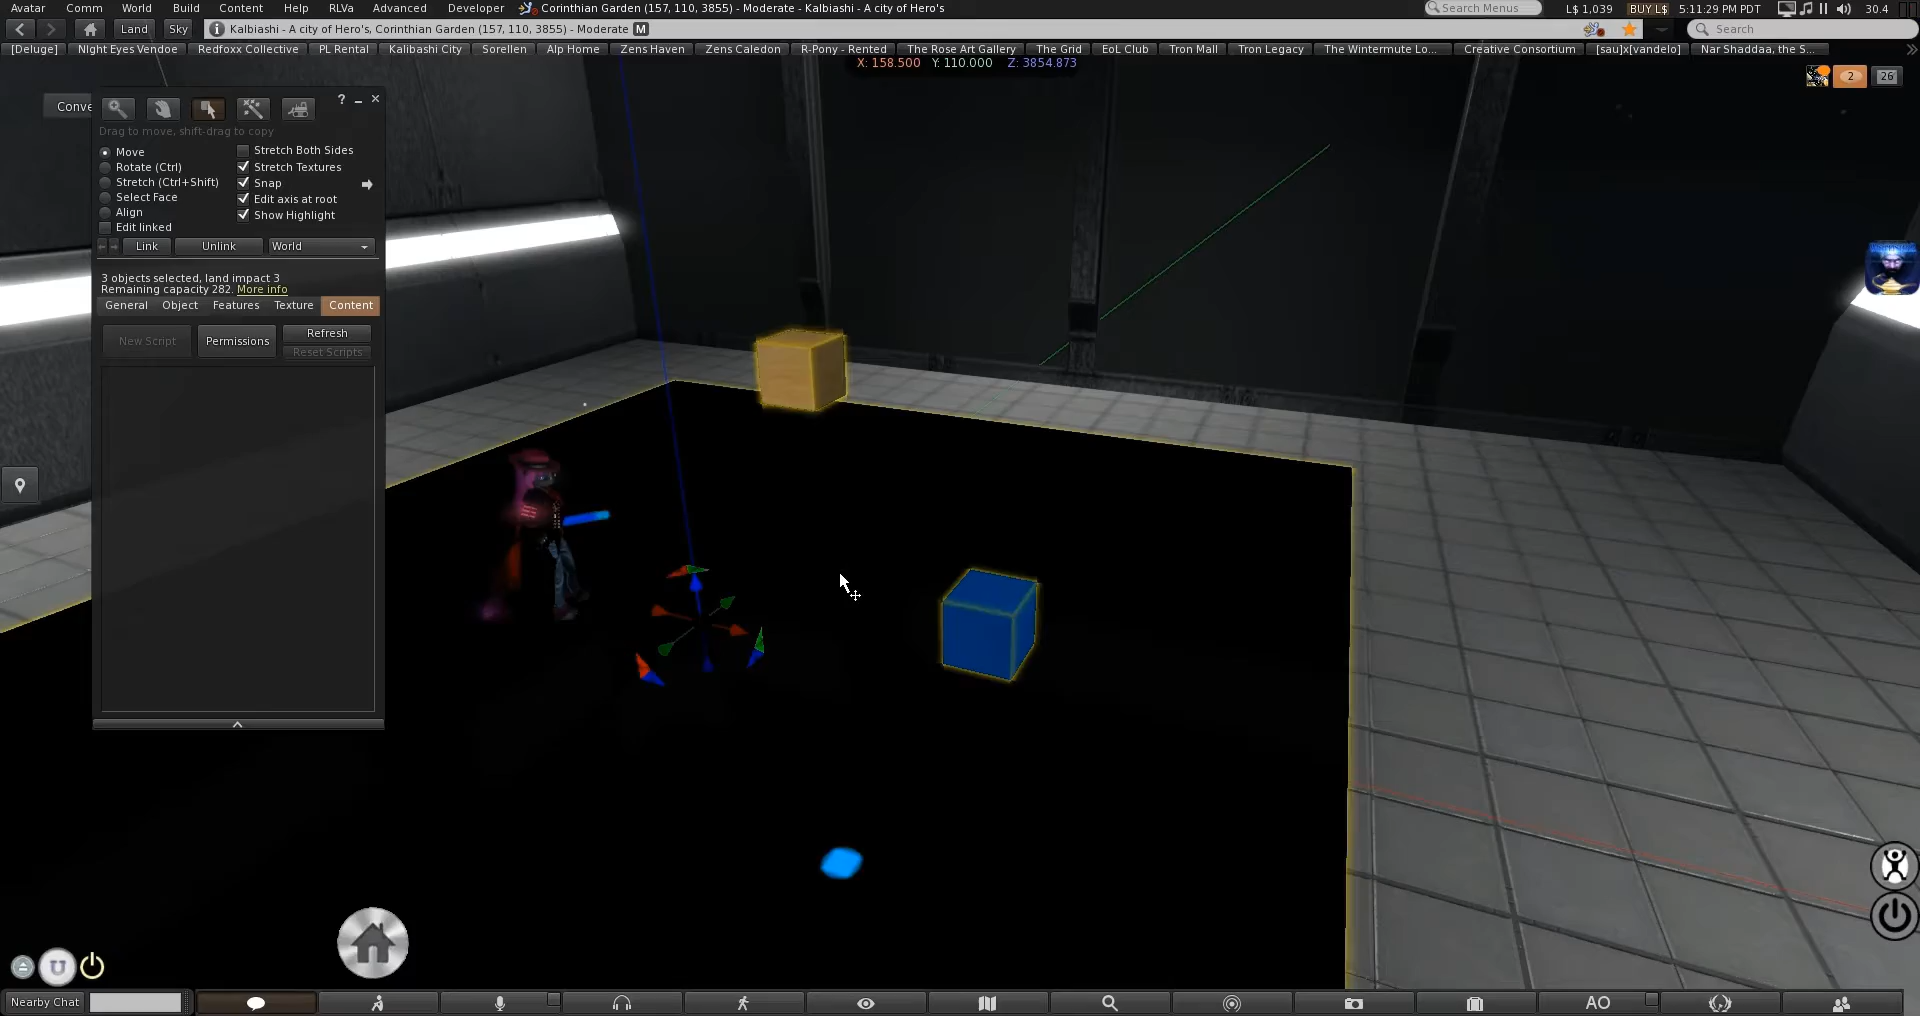 Avatar Comm World Build Content Help RLVa Advanced Developer Corinthian Garden (157, 110, 3855) - Moderate - Kalbiashi - A city of Hero's Search Menus L$ 1,039 BUY L$ 5:11:29 PM PDT 30.4
Land Sky Kalbiashi - A city of Hero's, Corinthian Garden (157, 110, 3855) - Moderate M Search
[Deluge] NIght Eyes Vendoe Redfoxx Collective PL Rental Kalibashi City Sorellen Alp Home Zens Haven Zens Caledon R-Pony - Rented The Rose Art Gallery The Grid EoL Club Tron Mall Tron Legacy The Wintermute Lo... Creative Consortium [sau]x[vandelo] Nar Shaddaa, the S...
X: 158.500 Y: 110.000 Z: 3854.873
2 26
Conve
?
Drag to move, shift-drag to copy
Move
Rotate (Ctrl)
Stretch (Ctrl+Shift)
Select Face
Align
Edit linked
Stretch Both Sides
Stretch Textures
Snap
Edit axis at root
Show Highlight
Link Unlink World
3 objects selected, land impact 3
Remaining capacity 282. More info
General Object Features Texture Content
New Script Permissions Refresh
Reset Scripts
Nearby Chat AO